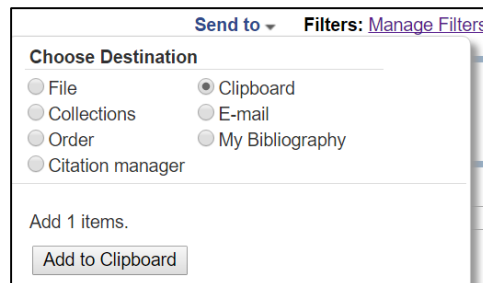 Send to Filters: Manage Filters
Choose Destination
File Clipboard
Collections E-mail
Order My Bibliography
Citation manager
Add 1 items.
Add to Clipboard